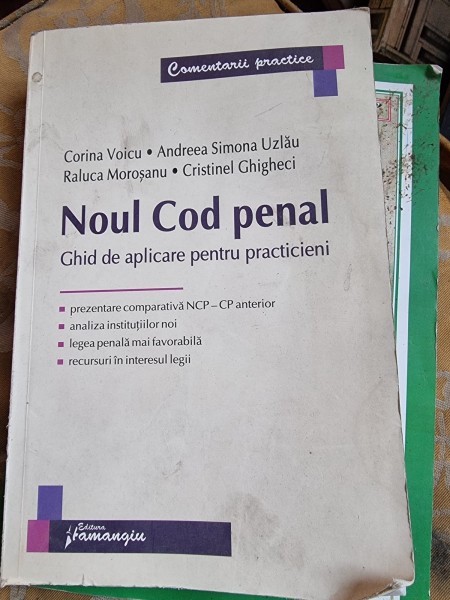 Comentarii practice
Corina Voicu • Andreea Simona Uzlău
Raluca Moroșanu • Cristinel Ghigheci
Noul Cod penal
Ghid de aplicare pentru practicieni
prezentare comparativă NCP – CP anterior
analiza instituțiilor noi
legea penală mai favorabilă
recursuri în interesul legii
Editura
Hamangiu